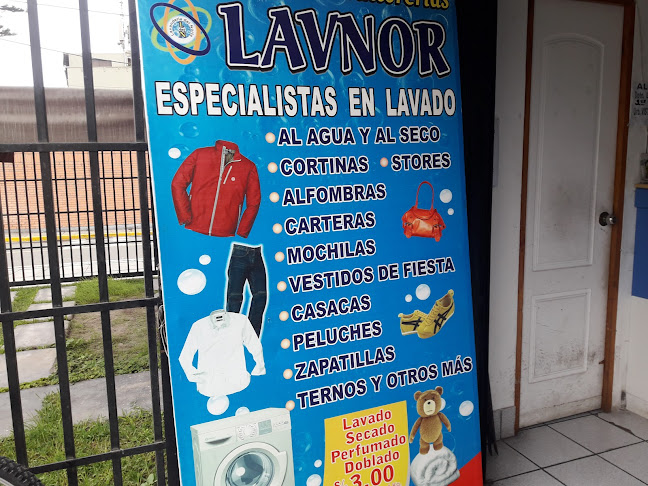 LAVNOR
ESPECIALISTAS EN LAVADO
AL AGUA Y AL SECO
CORTINAS • STORES
ALFOMBRAS
CARTERAS
MOCHILAS
VESTIDOS DE FIESTA
CASACAS
PELUCHES
ZAPATILLAS
TERNOS Y OTROS MÁS
Lavado
Secado
Perfumado
Doblado
S/. 3.00